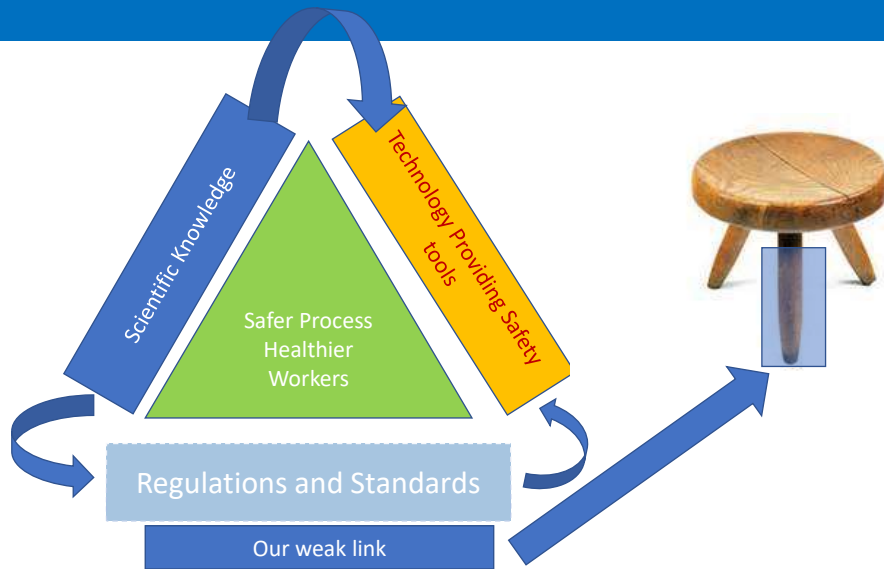 Scientific Knowledge
Technology Providing Safety
tools
Safer Process
Healthier
Workers
Regulations and Standards
Our weak link